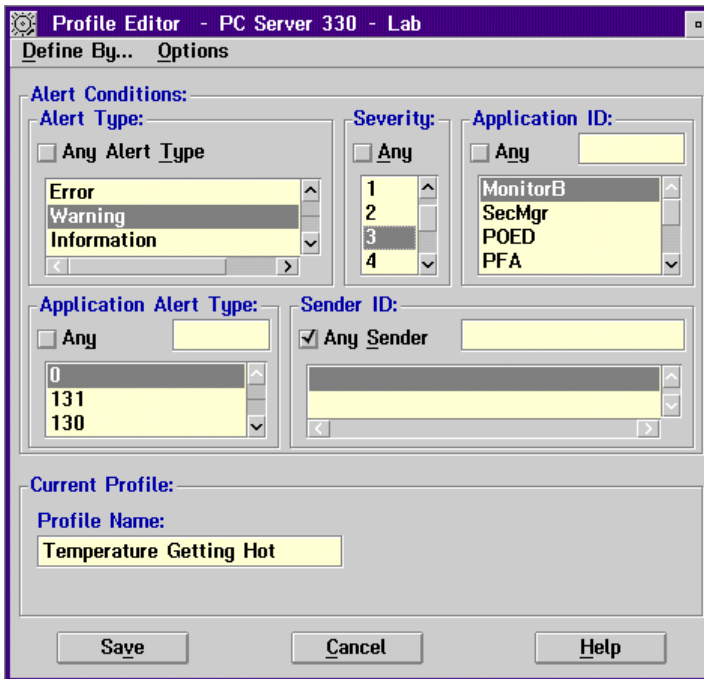 Profile Editor - PC Server 330 - Lab
Define By... Options
Alert Conditions:
Alert Type:
Any Alert Type
Error
Warning
Information
Severity:
Any
1
2
3
4
Application ID:
Any
MonitorB
SecMgr
POED
PFA
Application Alert Type:
Any
0
131
130
Sender ID:
Any Sender
Current Profile:
Profile Name:
Temperature Getting Hot
Save Cancel Help